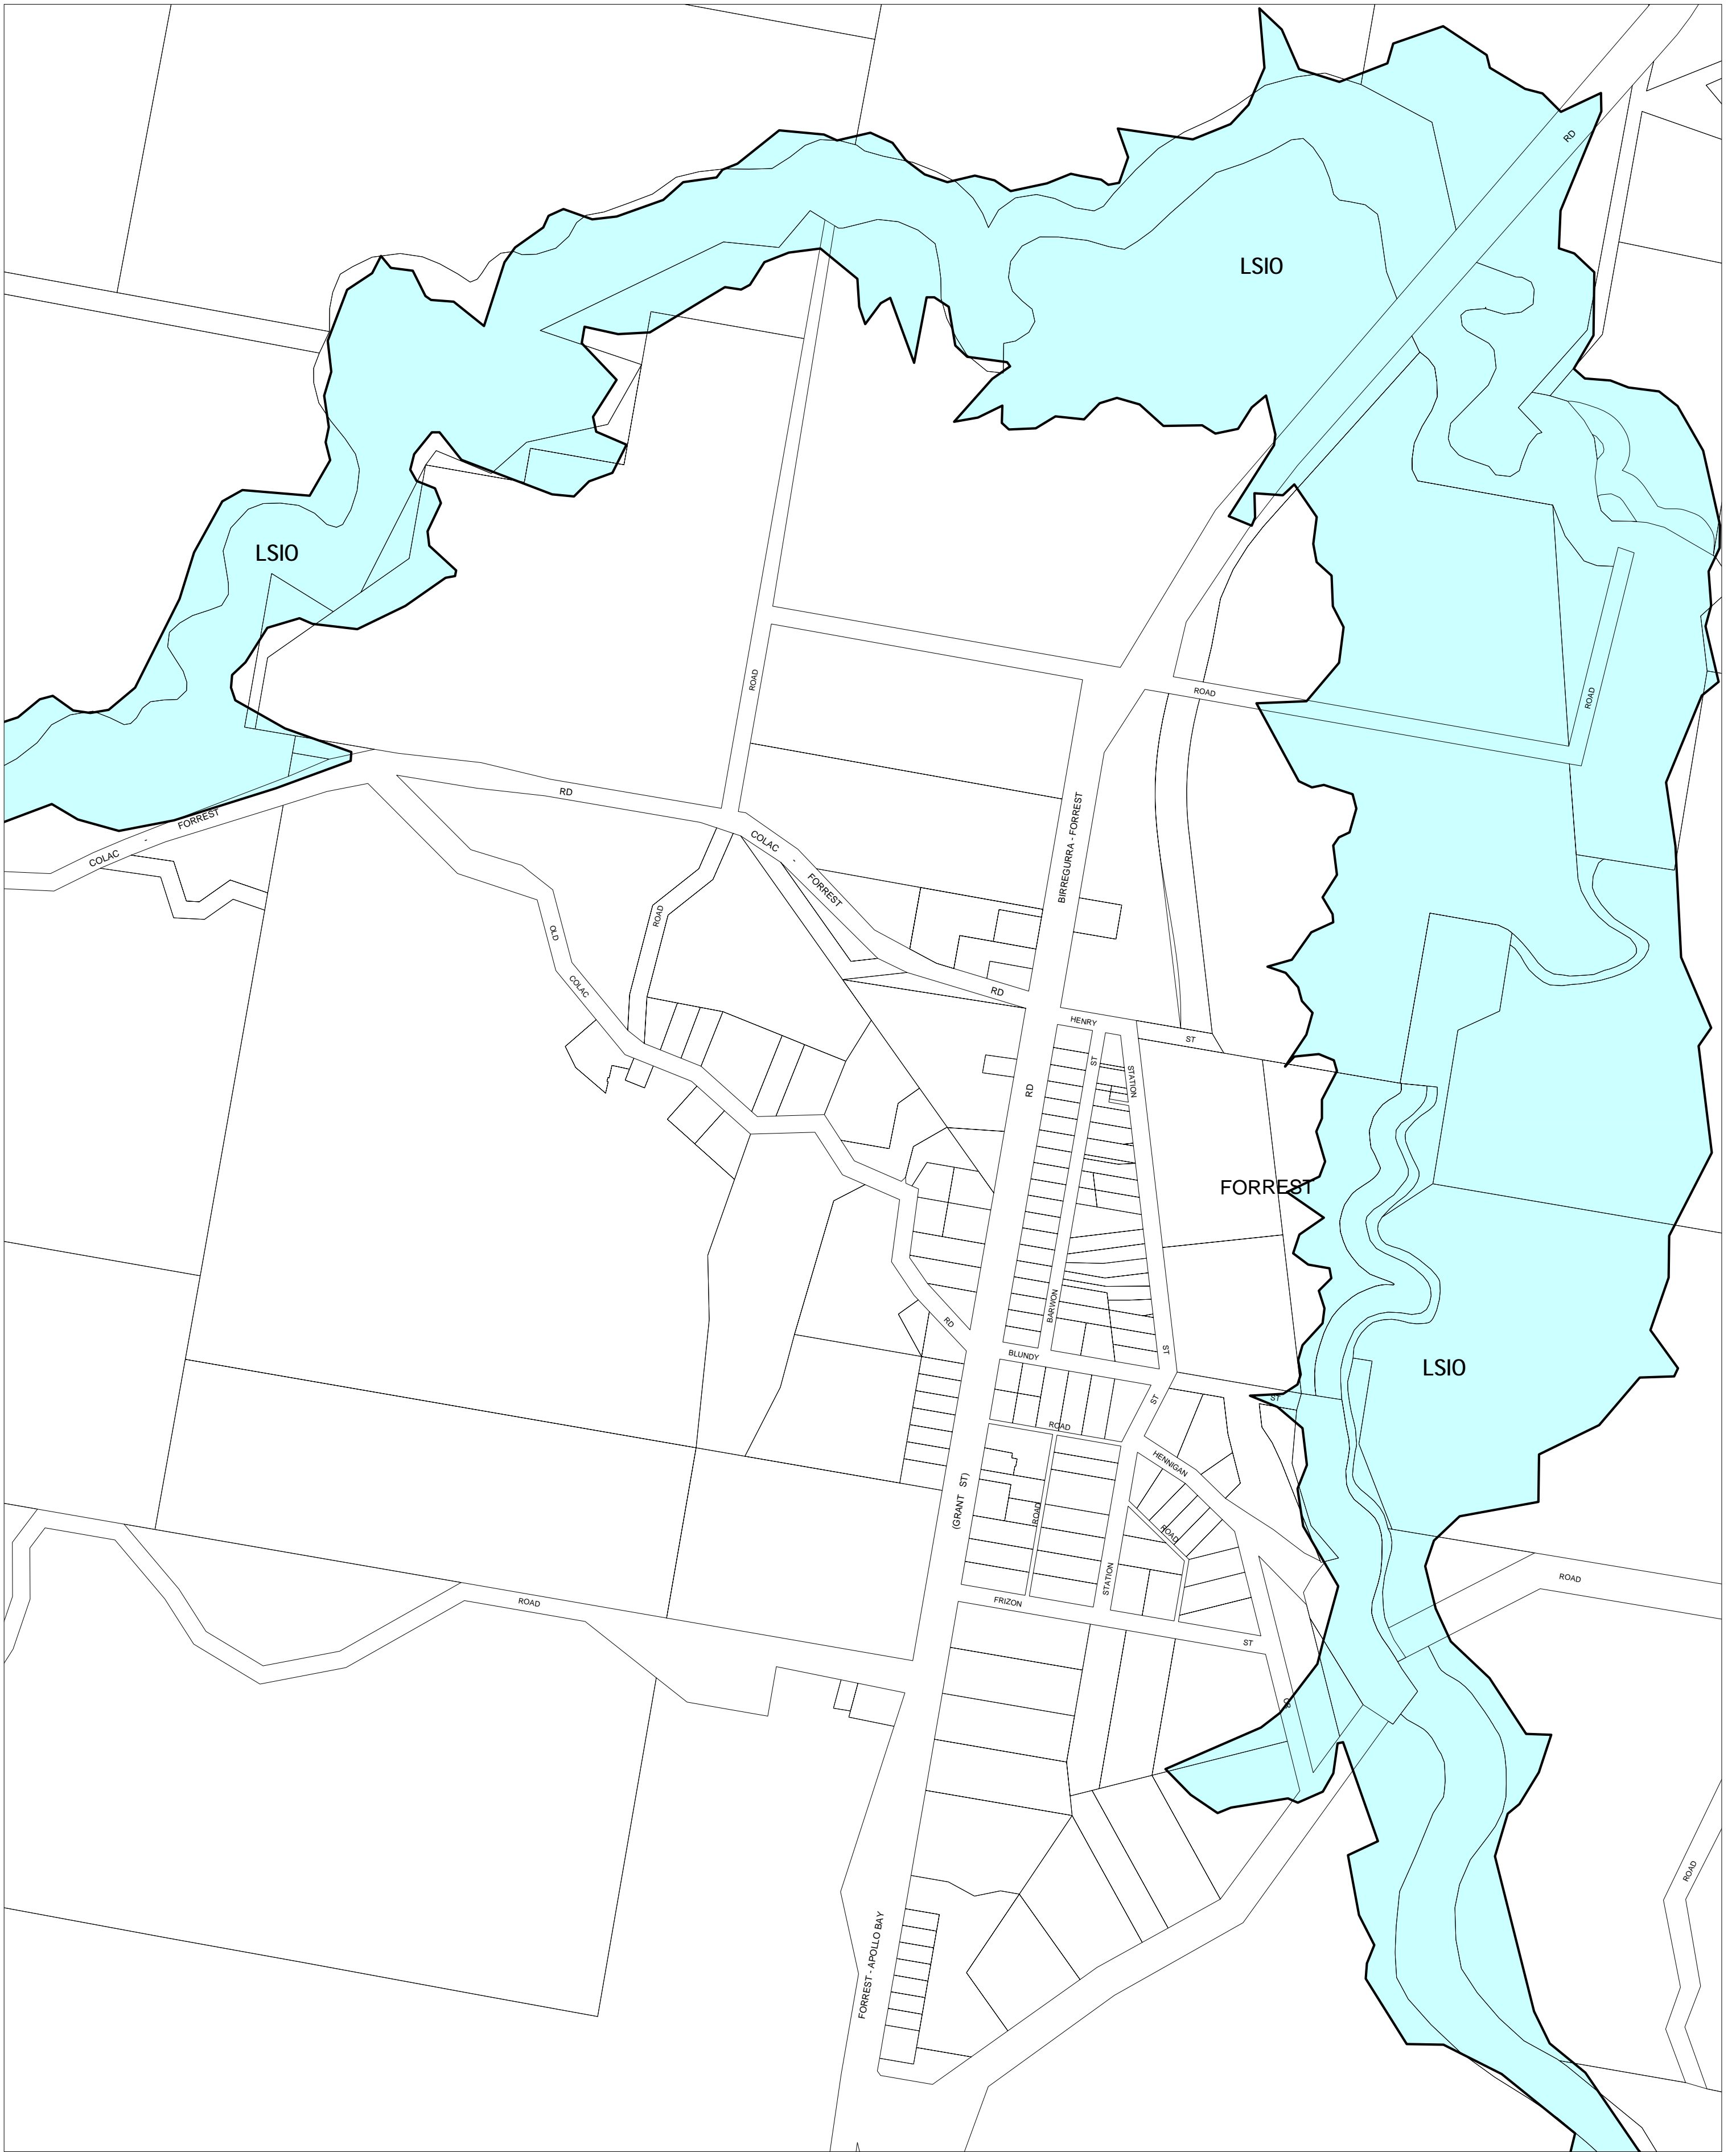 RD
LSIO
LSIO
ROAD
ROAD
ROAD
RD
BIRREGURRA - FORREST
COLAC - FORREST
COLAC - FORREST
ROAD
OLD
COLAC
RD
HENRY
ST
ST
STATION
RD
FORREST
BARWON
RD
BLUNDY
ST
LSIO
ST
ST
ROAD
HENNIGAN
(GRANT ST)
ROAD
ROAD
STATION
ROAD
ROAD
FRIZON
ST
ROAD
FORREST - APOLLO BAY